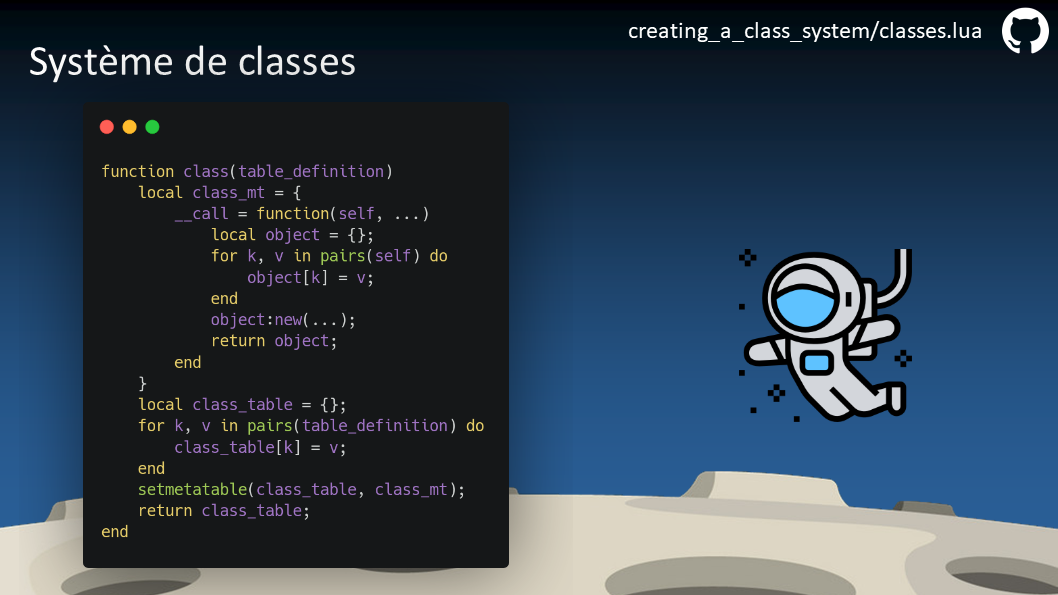 creating_a_class_system/classes.lua
Système de classes
function class(table_definition)
    local class_mt = {
        __call = function(self, ...)
            local object = {};
            for k, v in pairs(self) do
                object[k] = v;
            end
            object:new(...);
            return object;
        end
    }
    local class_table = {};
    for k, v in pairs(table_definition) do
        class_table[k] = v;
    end
    setmetatable(class_table, class_mt);
    return class_table;
end